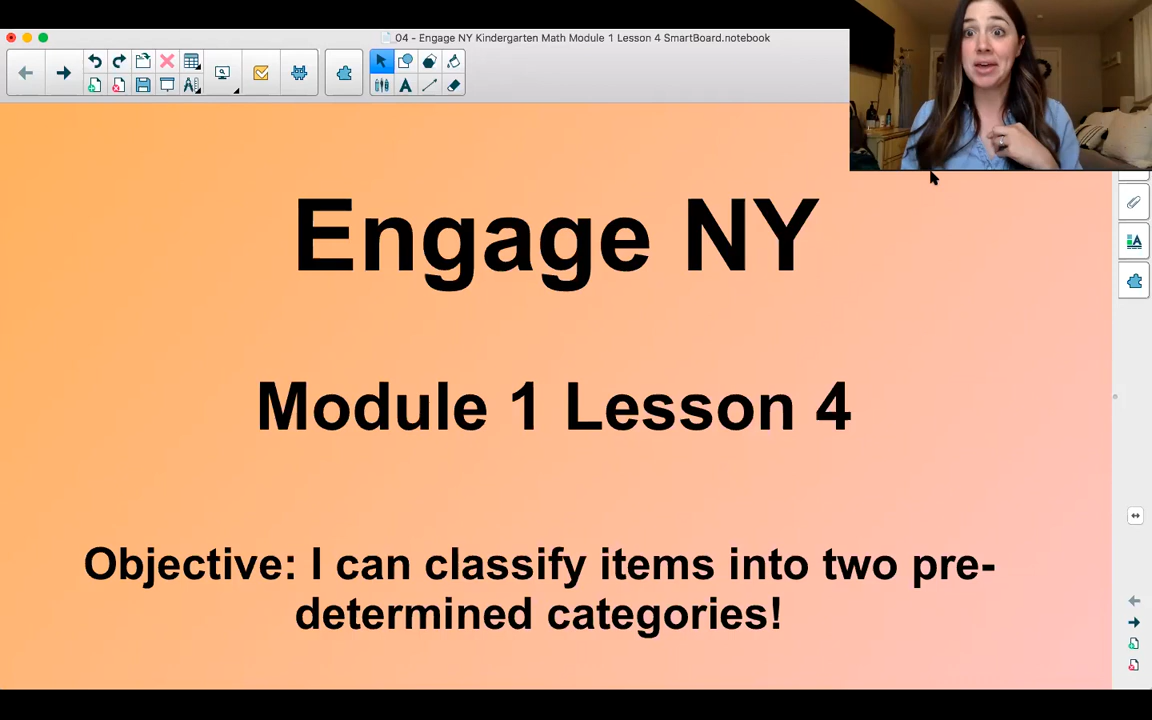 04 - Engage NY Kindergarten Math Module 1 Lesson 4 SmartBoard.notebook
Engage NY
Module 1 Lesson 4
Objective: I can classify items into two pre-
determined categories!